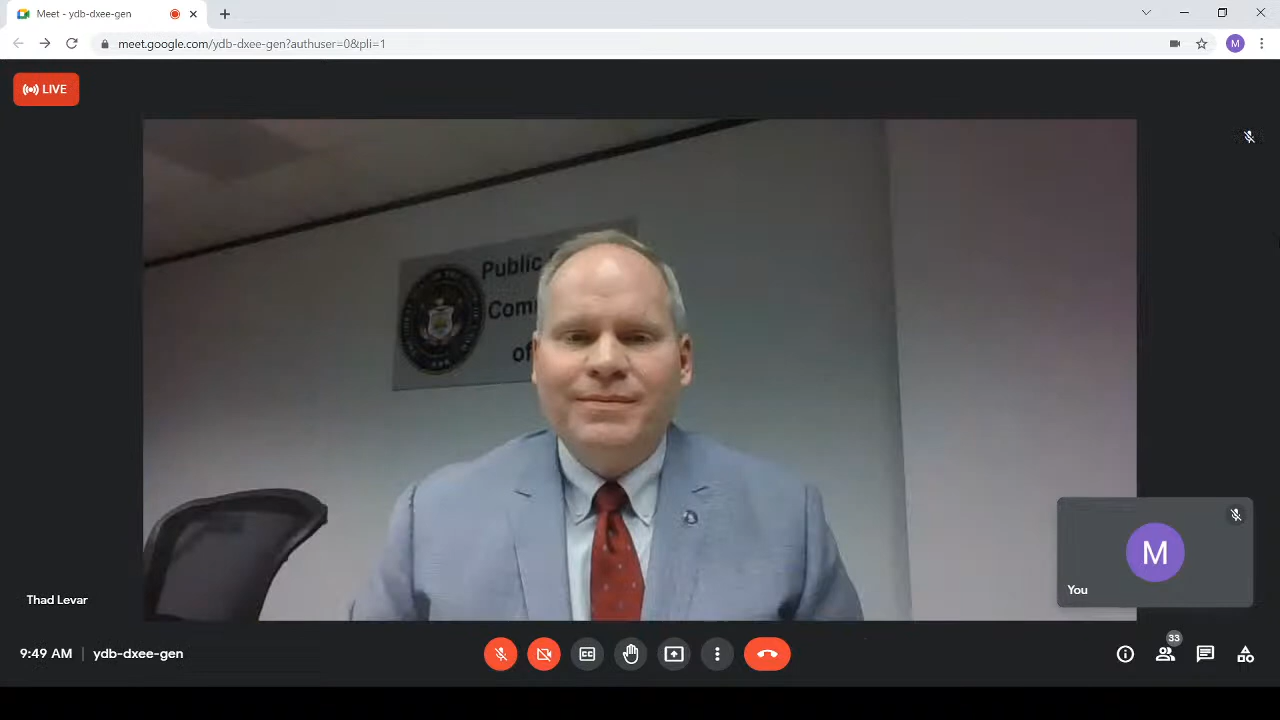 Meet - ydb-dxee-gen
meet.google.com/ydb-dxee-gen?authuser=0&pli=1
M
LIVE
Public
Com
of
M
You
Thad Levar
9:49 AM | ydb-dxee-gen
CC
33